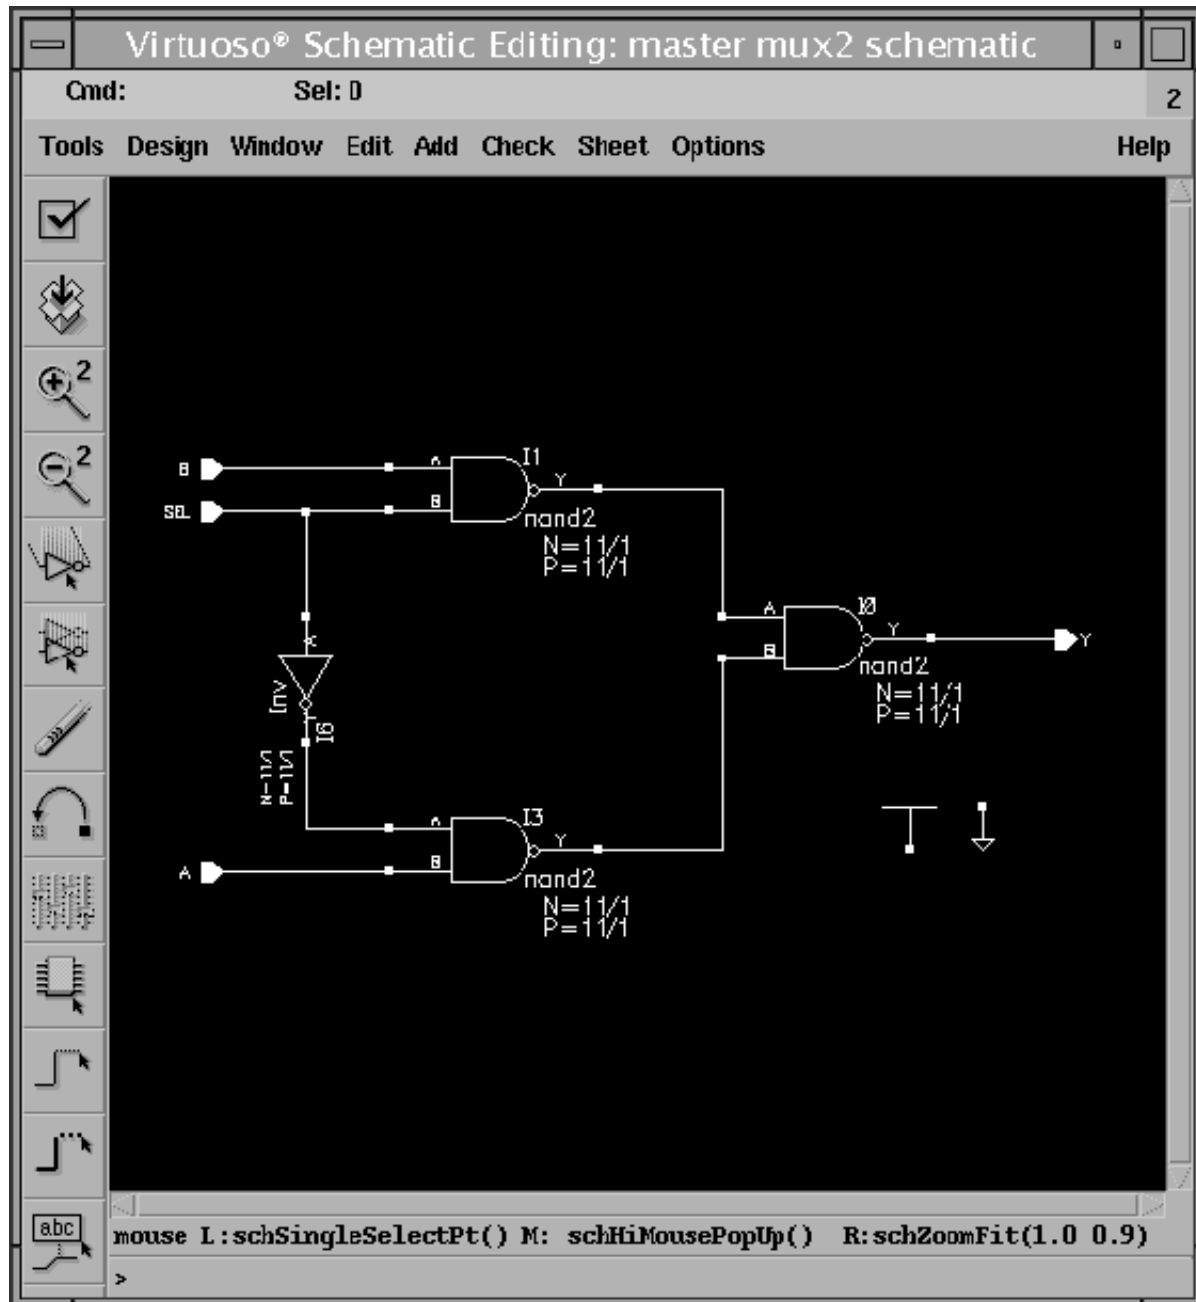 Virtuoso® Schematic Editing: master mux2 schematic
Cmd: Sel: 0 2
Tools Design Window Edit Add Check Sheet Options Help
2
2
abc
B
SEL
A
A
B
I1
Y
nand2
N=11/1
P=11/1
A
Inv
I6
N=11/1
P=11/1
A
B
I3
Y
nand2
N=11/1
P=11/1
A
B
I0
Y
nand2
N=11/1
P=11/1
Y
mouse L:schSingleSelectPt() M: schHiMousePopUp() R:schZoomFit(1.0 0.9)
>